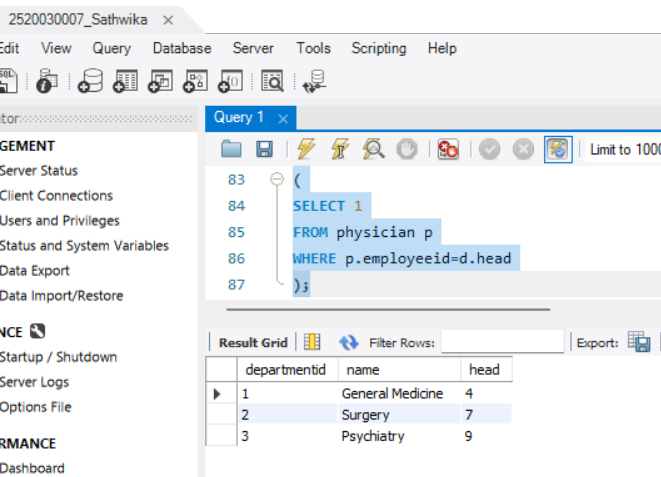 2520030007_Sathwika ×
Edit View Query Database Server Tools Scripting Help
SQL
Query 1 ×
GEMENT
Server Status
Client Connections
Users and Privileges
Status and System Variables
Data Export
Data Import/Restore
NCE
Startup / Shutdown
Server Logs
Options File
RMANCE
Dashboard
Limit to 1000
83 (
84 SELECT 1
85 FROM physician p
86 WHERE p.employeeid=d.head
87 );
Result Grid Filter Rows: Export:
departmentid name head
1 General Medicine 4
2 Surgery 7
3 Psychiatry 9